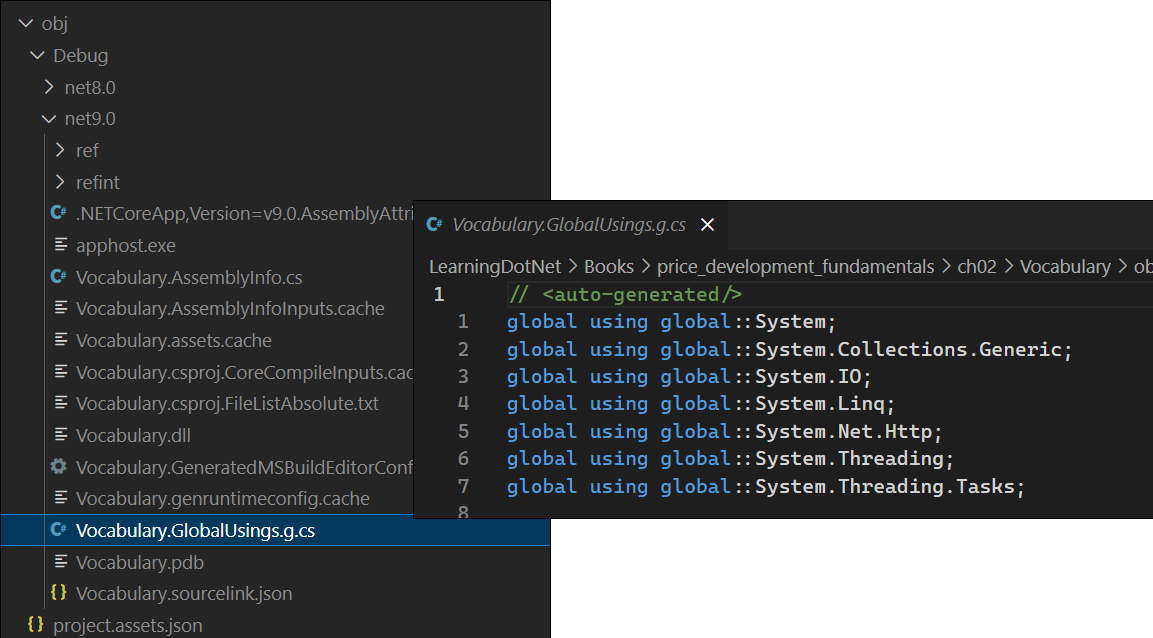 obj
Debug
net8.0
net9.0
ref
refint
.NETCoreApp,Version=v9.0.AssemblyAttri
apphost.exe
Vocabulary.AssemblyInfo.cs
Vocabulary.AssemblyInfoInputs.cache
Vocabulary.assets.cache
Vocabulary.csproj.CoreCompileInputs.cac
Vocabulary.csproj.FileListAbsolute.txt
Vocabulary.dll
Vocabulary.GeneratedMSBuildEditorConf
Vocabulary.genruntimeconfig.cache
Vocabulary.GlobalUsings.g.cs
Vocabulary.pdb
Vocabulary.sourcelink.json
project.assets.json
Vocabulary.GlobalUsings.g.cs
LearningDotNet > Books > price_development_fundamentals > ch02 > Vocabulary > ob
1 // <auto-generated/>
1 global using global::System;
2 global using global::System.Collections.Generic;
3 global using global::System.IO;
4 global using global::System.Linq;
5 global using global::System.Net.Http;
6 global using global::System.Threading;
7 global using global::System.Threading.Tasks;
8